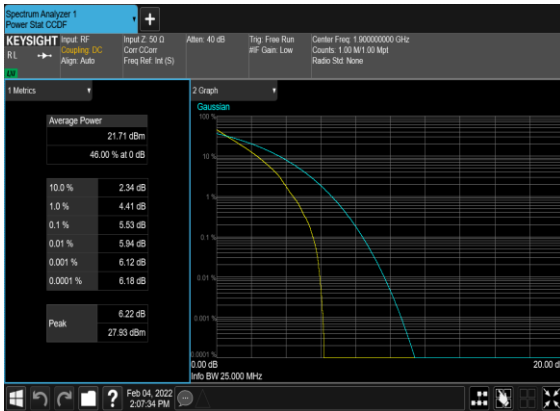 Spectrum Analyzer 1
Power Stat CCDF
KEYSIGHT
RL
LXI
Input: RF
Coupling: DC
Align: Auto
Input Z: 50 Ω
Corr CCorr
Freq Ref: Int (S)
Atten: 40 dB
Trig: Free Run
#IF Gain: Low
Center Freq: 1.900000000 GHz
Counts: 1.00 M/1.00 Mpt
Radio Std: None
1 Metrics
Average Power
21.71 dBm
46.00 % at 0 dB
10.0 % 2.34 dB
1.0 % 4.41 dB
0.1 % 5.53 dB
0.01 % 5.94 dB
0.001 % 6.12 dB
0.0001 % 6.18 dB
Peak
6.22 dB
27.93 dBm
2 Graph
Gaussian
100 %
10 %
1 %
0.1 %
0.01 %
0.001 %
0.0001 %
0.00 dB
20.00 d
Info BW 25.000 MHz
?
Feb 04, 2022
2:07:34 PM